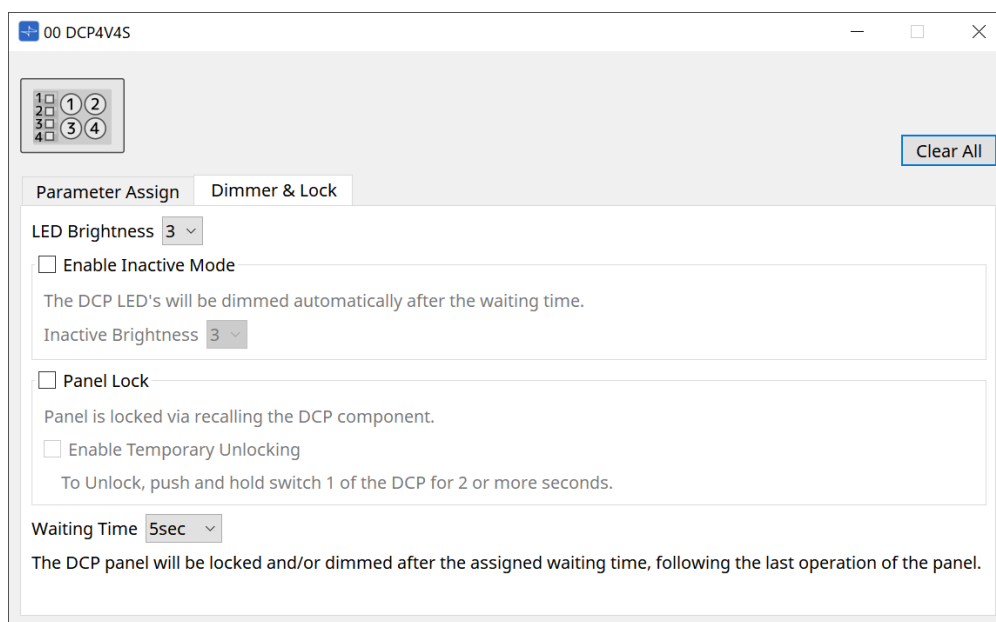 00 DCP4V4S
1 1 2
2
3 3 4
4
Clear All
Parameter Assign Dimmer & Lock
LED Brightness 3
Enable Inactive Mode
The DCP LED's will be dimmed automatically after the waiting time.
Inactive Brightness 3
Panel Lock
Panel is locked via recalling the DCP component.
Enable Temporary Unlocking
To Unlock, push and hold switch 1 of the DCP for 2 or more seconds.
Waiting Time 5sec
The DCP panel will be locked and/or dimmed after the assigned waiting time, following the last operation of the panel.